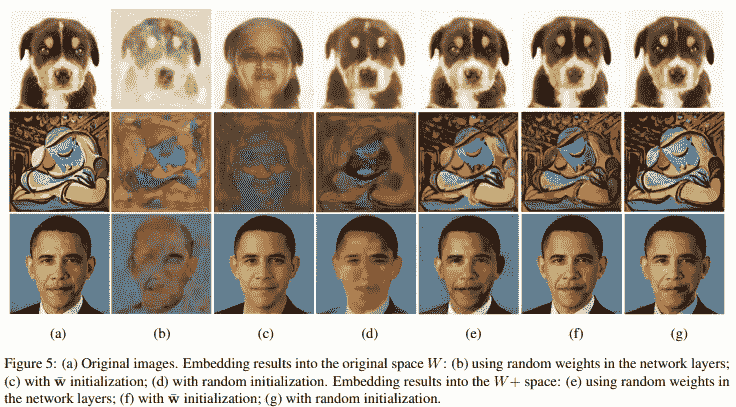 (a) (b) (c) (d) (e) (f) (g)
Figure 5: (a) Original images. Embedding results into the original space W: (b) using random weights in the network layers;
(c) with w̄ initialization; (d) with random initialization. Embedding results into the W+ space: (e) using random weights in
the network layers; (f) with w̄ initialization; (g) with random initialization.